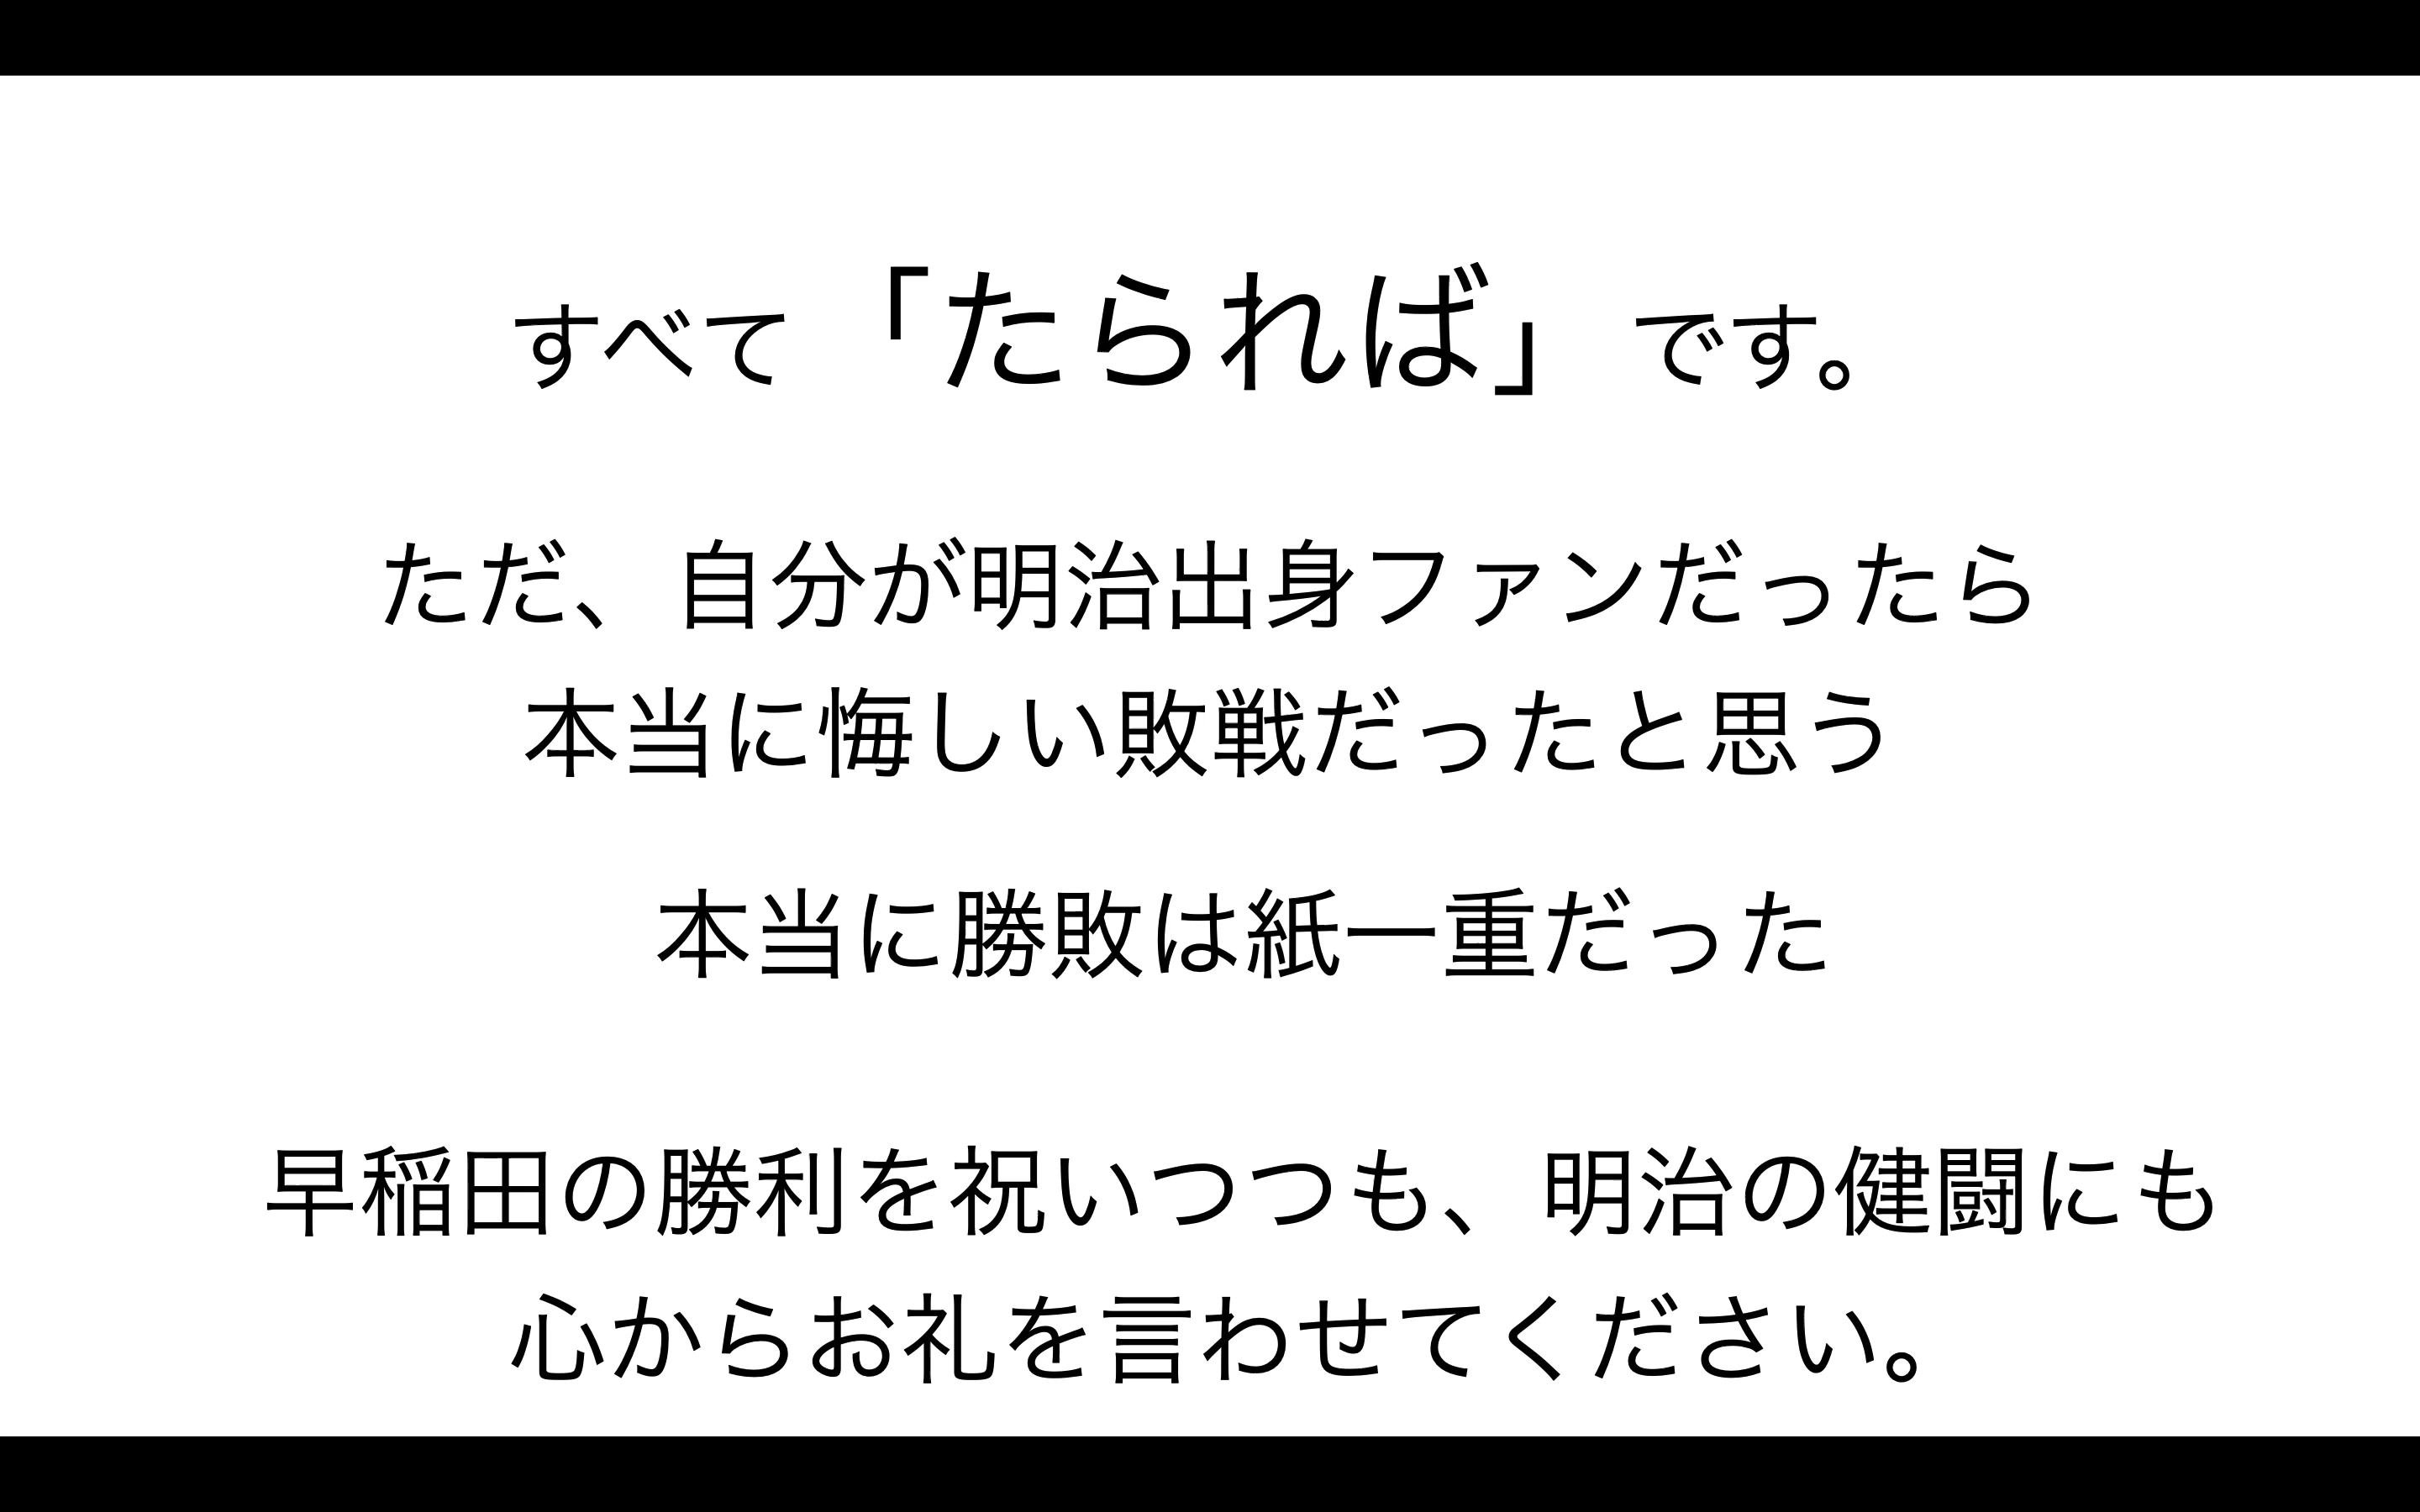 すべて「たられば」です。
ただ、自分が明治出身ファンだったら
本当に悔しい敗戦だったと思う
本当に勝敗は紙一重だった
早稲田の勝利を祝いつつも、明治の健闘にも
心からお礼を言わせてください。